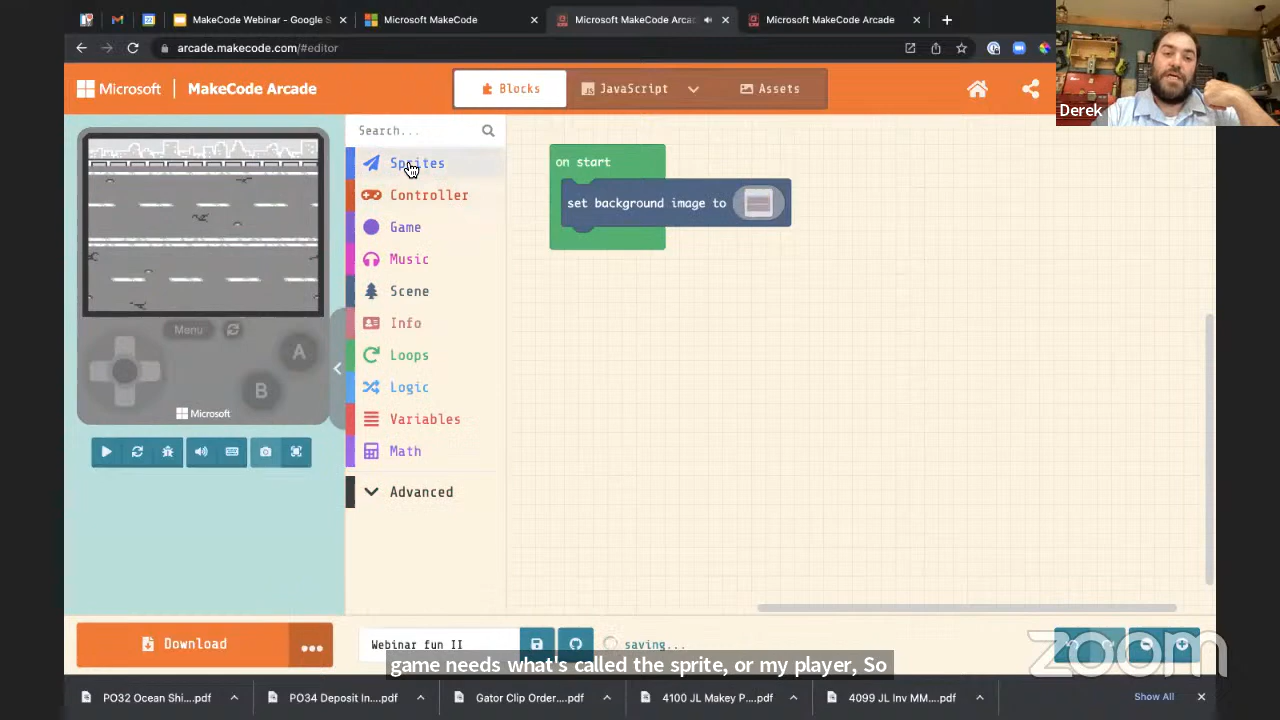 MakeCode Webinar - Google S
Microsoft MakeCode
Microsoft MakeCode Arcad
Microsoft MakeCode Arcade
arcade.makecode.com/#editor
Derek
Microsoft
MakeCode Arcade
Blocks
JavaScript
Assets
Search...
Sprites
Controller
Game
Music
Scene
Info
Loops
Logic
Variables
Math
Advanced
on start
set background image to
Menu
A
B
Microsoft
Download
...
Webinar fun II
saving...
game needs what's called the sprite, or my player, So
zoom
PO32 Ocean Shi....pdf
PO34 Deposit In....pdf
Gator Clip Order....pdf
4100 JL Makey P....pdf
4099 JL Inv MM....pdf
Show All